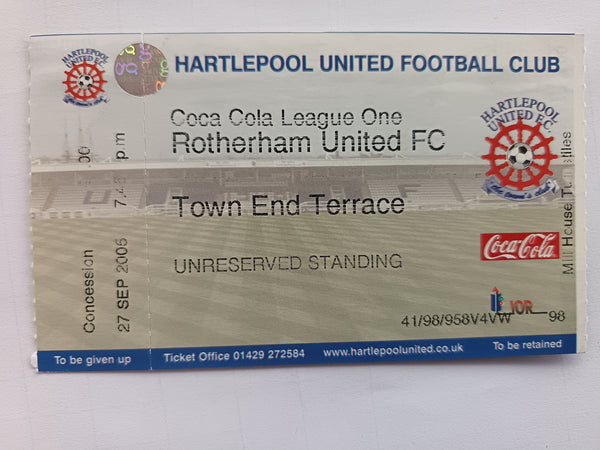 HARTLEPOOL UNITED F.C.
HARTLEPOOL UNITED FOOTBALL CLUB
Coca Cola League One
Rotherham United FC
Town End Terrace
UNRESERVED STANDING
Concession
27 SEP 2005
HARTLEPOOL UNITED F.C.
Coca-Cola
Mill House
41/98/958V4VW
98
To be given up
Ticket Office 01429 272584
www.hartlepoolunited.co.uk
To be retained